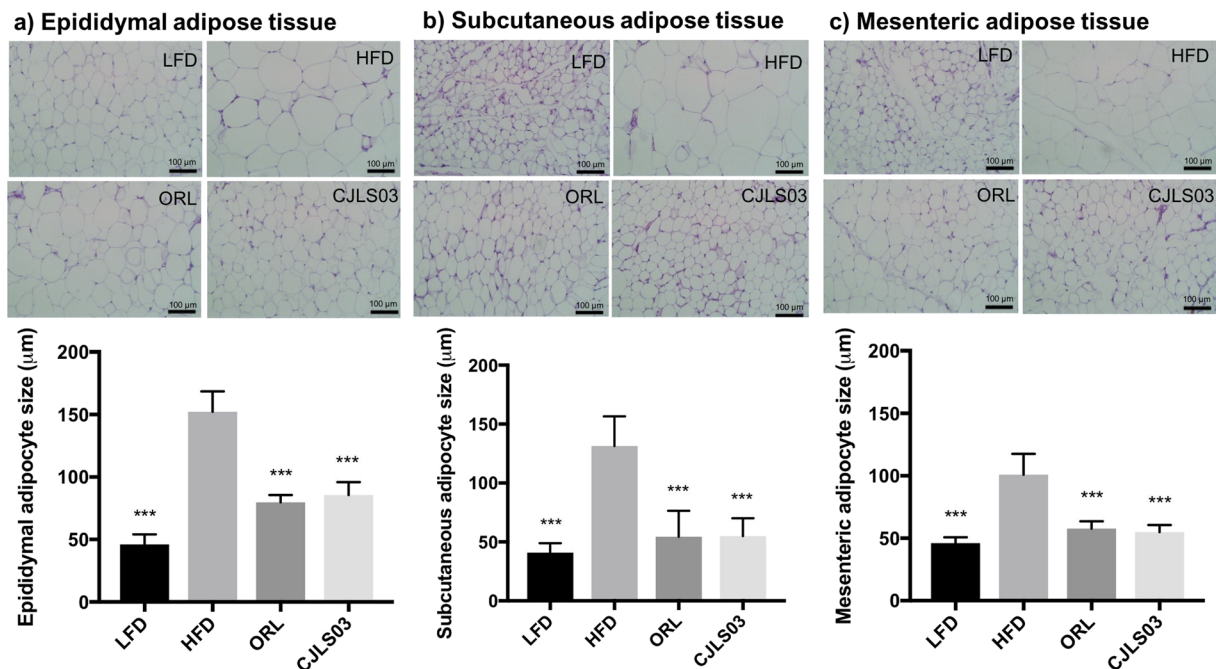 a) Epididymal adipose tissue
LFD
HFD
100 μm
100 μm
ORL
CJLS03
100 μm
100 μm
Epididymal adipocyte size (μm)
200
150
100
50
0
***
***
***
LFD
HFD
ORL
CJLS03
b) Subcutaneous adipose tissue
LFD
HFD
100 μm
100 μm
ORL
CJLS03
100 μm
100 μm
Subcutaneous adipocyte size (μm)
200
150
100
50
0
***
***
***
LFD
HFD
ORL
CJLS03
c) Mesenteric adipose tissue
LFD
HFD
100 μm
100 μm
ORL
CJLS03
100 μm
100 μm
Mesenteric adipocyte size (μm)
200
150
100
50
0
***
***
***
LFD
HFD
ORL
CJLS03